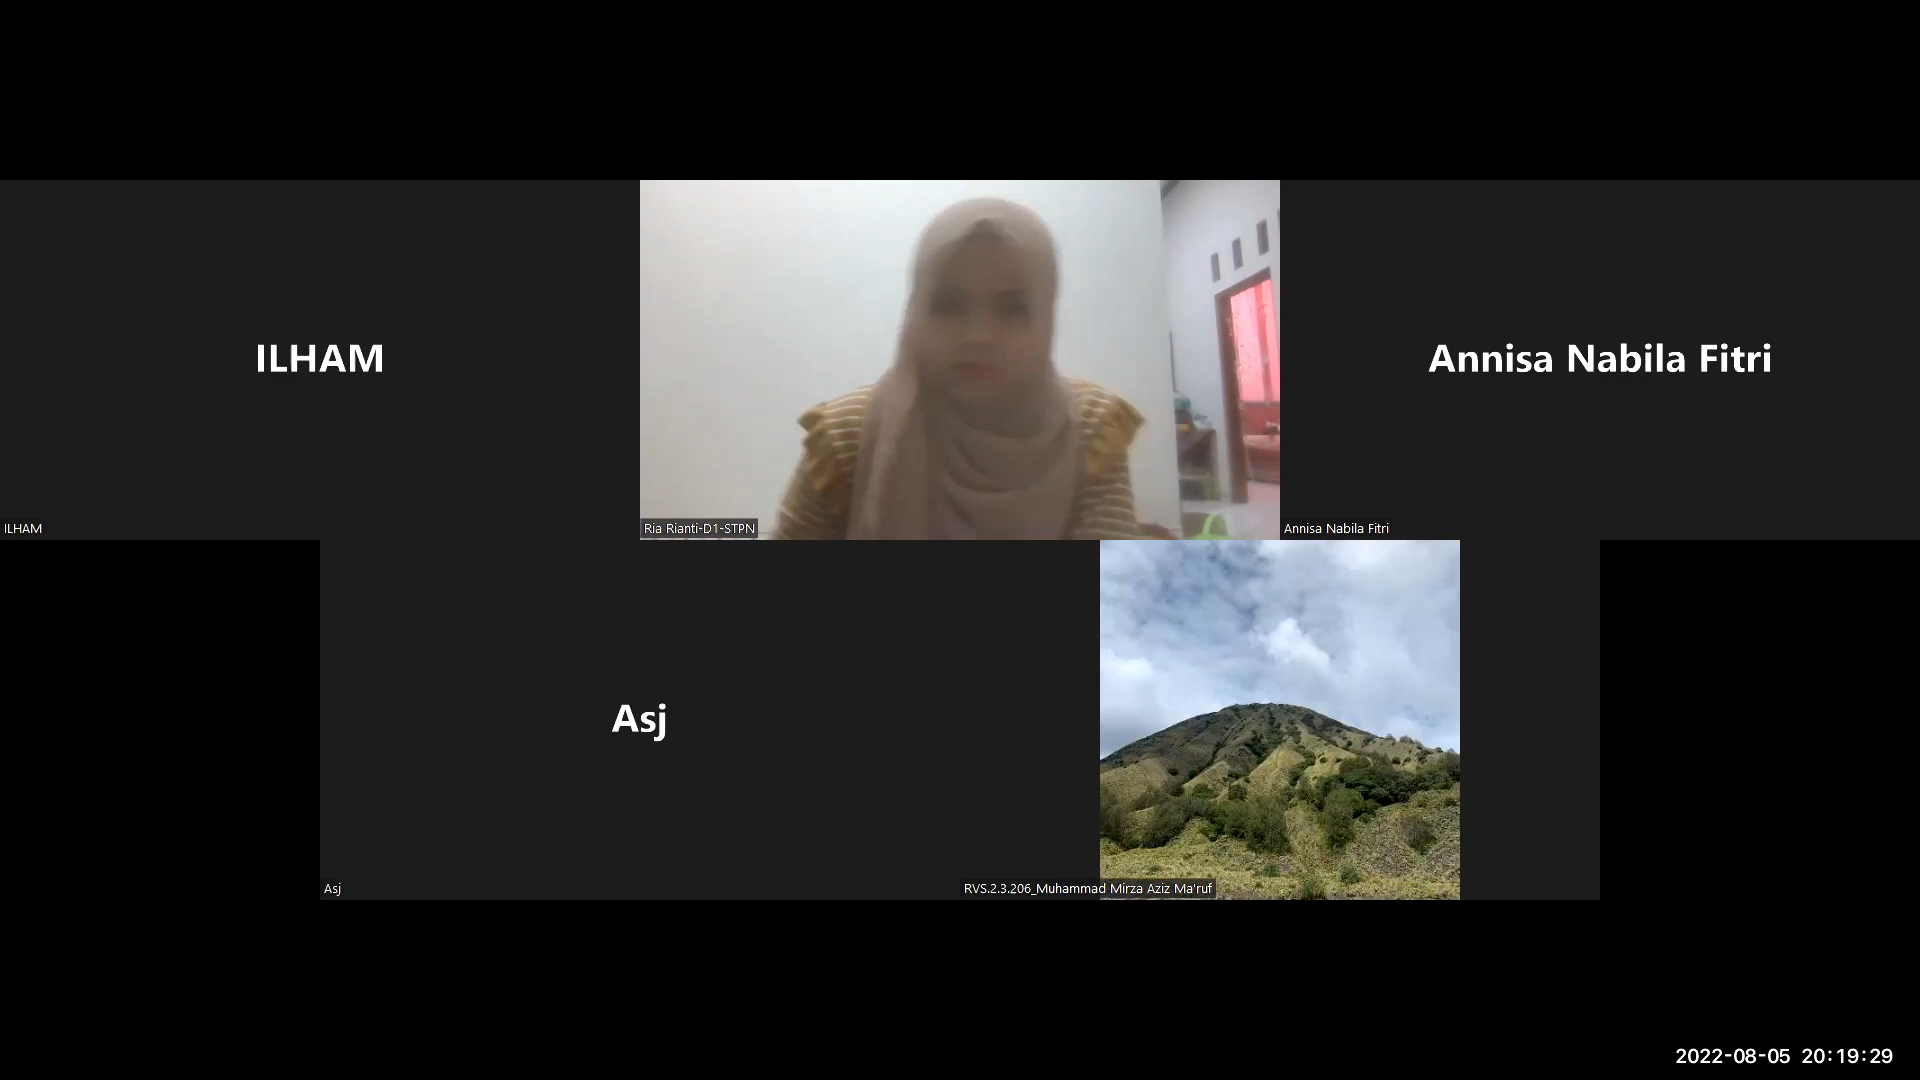 ILHAM
Annisa Nabila Fitri
ILHAM
Ria Rianti-D1-STPN
Annisa Nabila Fitri
Asj
Asj
RVS.2.3.206_Muhammad Mirza Aziz Ma'ruf
2022-08-05 20:19:29